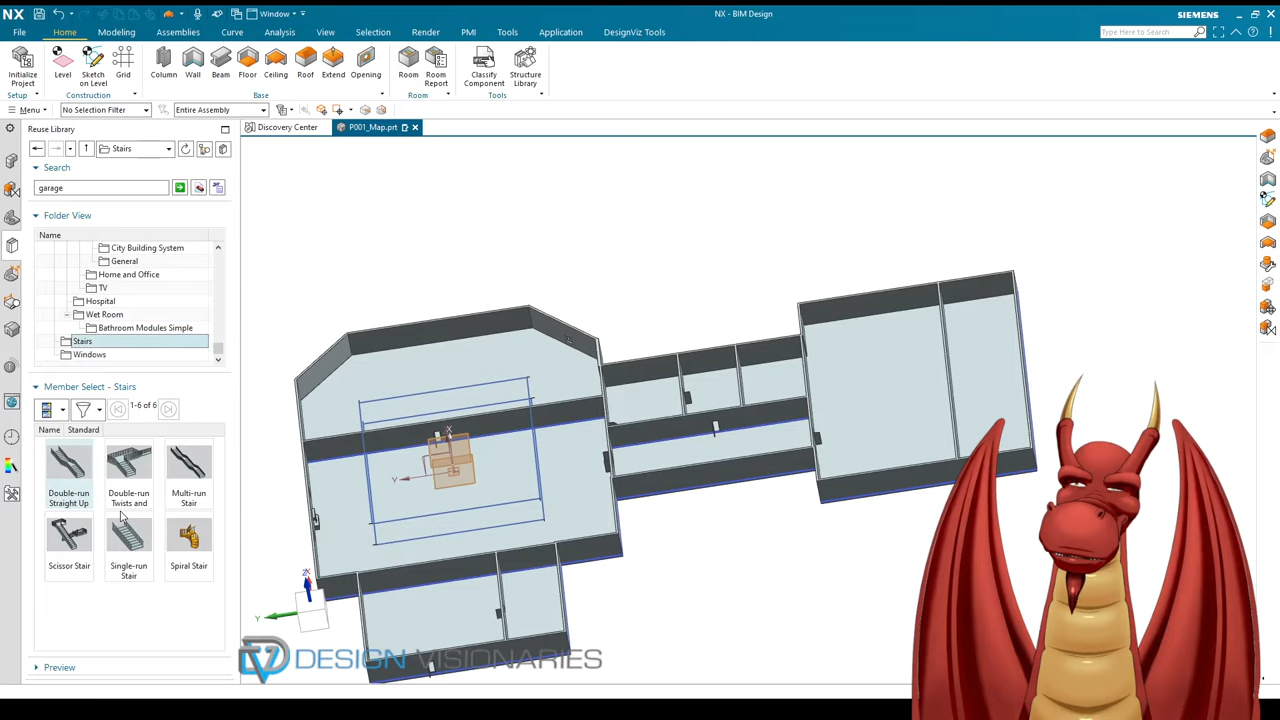 NX
Window
NX - BIM Design
SIEMENS
File Home Modeling Assemblies Curve Analysis View Selection Render PMI Tools Application DesignViz Tools
Type Here to Search
Initialize Project
Level
Sketch on Level
Grid
Column
Wall
Beam
Floor
Ceiling
Roof
Extend
Opening
Room
Room Report
Classify Component
Structure Library
Setup Construction Base Room Tools
Menu No Selection Filter Entire Assembly
Reuse Library
Discovery Center P001_Map.prt
Stairs
Search
garage
Folder View
Name
City Building System
General
Home and Office
TV
Hospital
Wet Room
Bathroom Modules Simple
Stairs
Windows
Member Select - Stairs
1-6 of 6
Name Standard
Double-run Straight Up
Double-run Twists and
Multi-run Stair
Scissor Stair
Single-run Stair
Spiral Stair
Preview
X
Y
Z
Y
DESIGN VISIONARIES